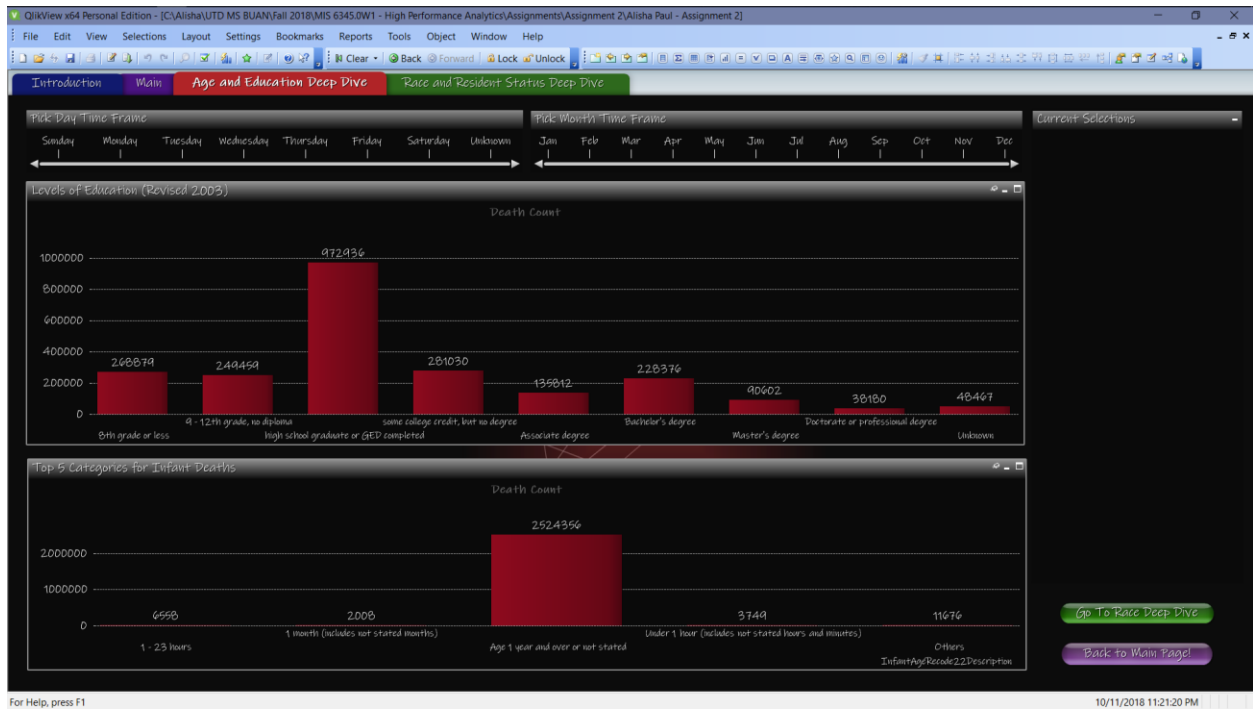 QlikView x64 Personal Edition - [C:\Alisha\UTD MS BUAN\Fall 2018\MIS 6345.0W1 - High Performance Analytics\Assignments\Assignment 2\Alisha Paul - Assignment 2]
File Edit View Selections Layout Settings Bookmarks Reports Tools Object Window Help
Clear Back Forward Lock Unlock
Introduction Main Age and Education Deep Dive Race and Resident Status Deep Dive
Pick Day Time Frame Pick Month Time Frame Current Selections
Sunday Monday Tuesday Wednesday Thursday Friday Saturday Unknown Jan Feb Mar Apr May Jun Jul Aug Sep Oct Nov Dec
Levels of Education (Revised 2003)
Death Count
972936
1000000
800000
600000
400000
268879 249459 281030 228376
200000 135812 90602 38180 48467
0
9 - 12th grade, no diploma some college credit, but no degree Bachelor's degree Doctorate or professional degree
8th grade or less high school graduate or GED completed Associate degree Master's degree Unknown
Top 5 Categories for Infant Deaths
Death Count
2524356
2000000
1000000
6558 2008 3749 11676
0
1 month (includes not stated months) Under 1 hour (includes not stated hours and minutes)
1 - 23 hours Age 1 year and over or not stated Others
InfantAgeRecode22Description
Go To Race Deep Dive
Back to Main Page!
For Help, press F1 10/11/2018 11:21:20 PM